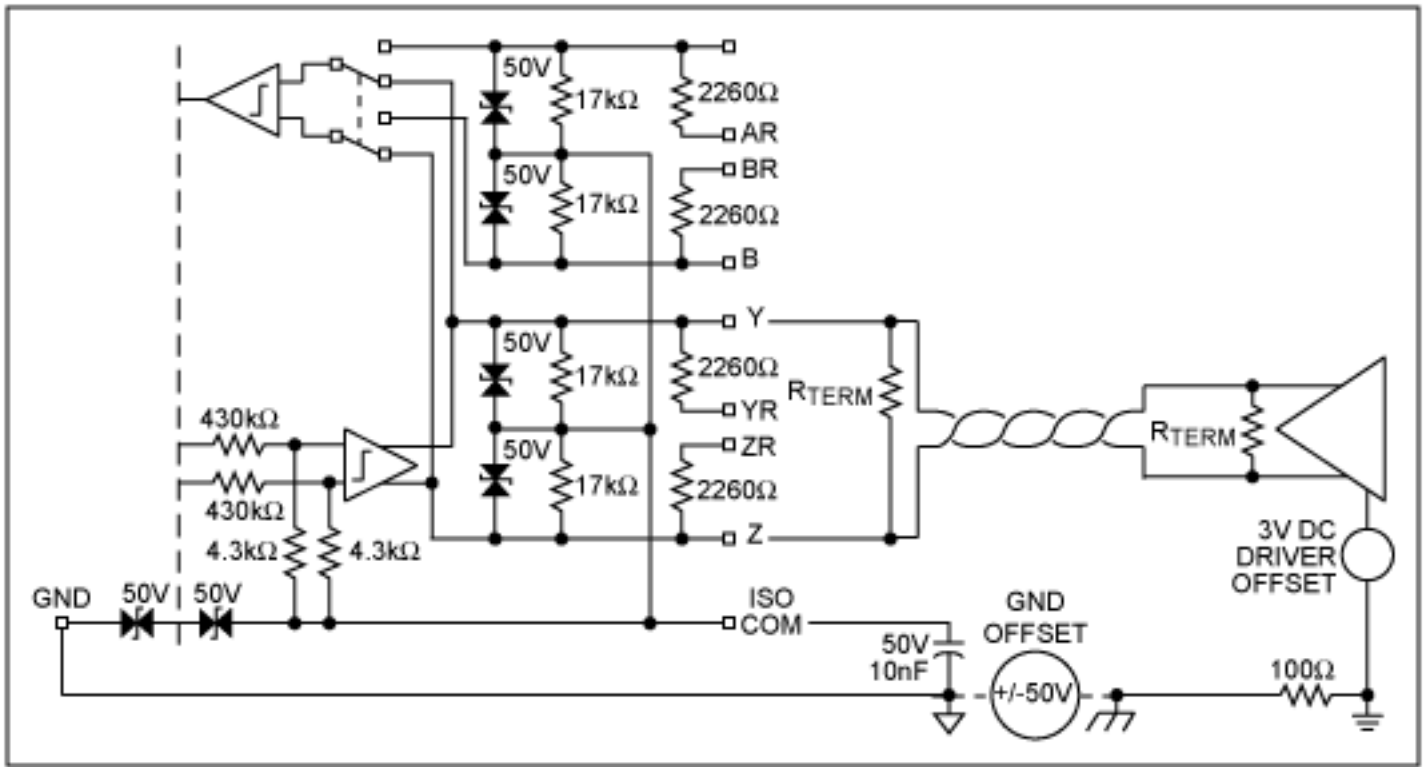 50V
17kΩ
2260Ω
AR
BR
50V
17kΩ
2260Ω
B
Y
50V
17kΩ
2260Ω
YR
RTERM
RTERM
430kΩ
50V
ZR
17kΩ
2260Ω
430kΩ
Z
4.3kΩ
4.3kΩ
3V DC
DRIVER
OFFSET
GND
50V
50V
ISO
COM
GND
OFFSET
50V
10nF
+/-50V
100Ω